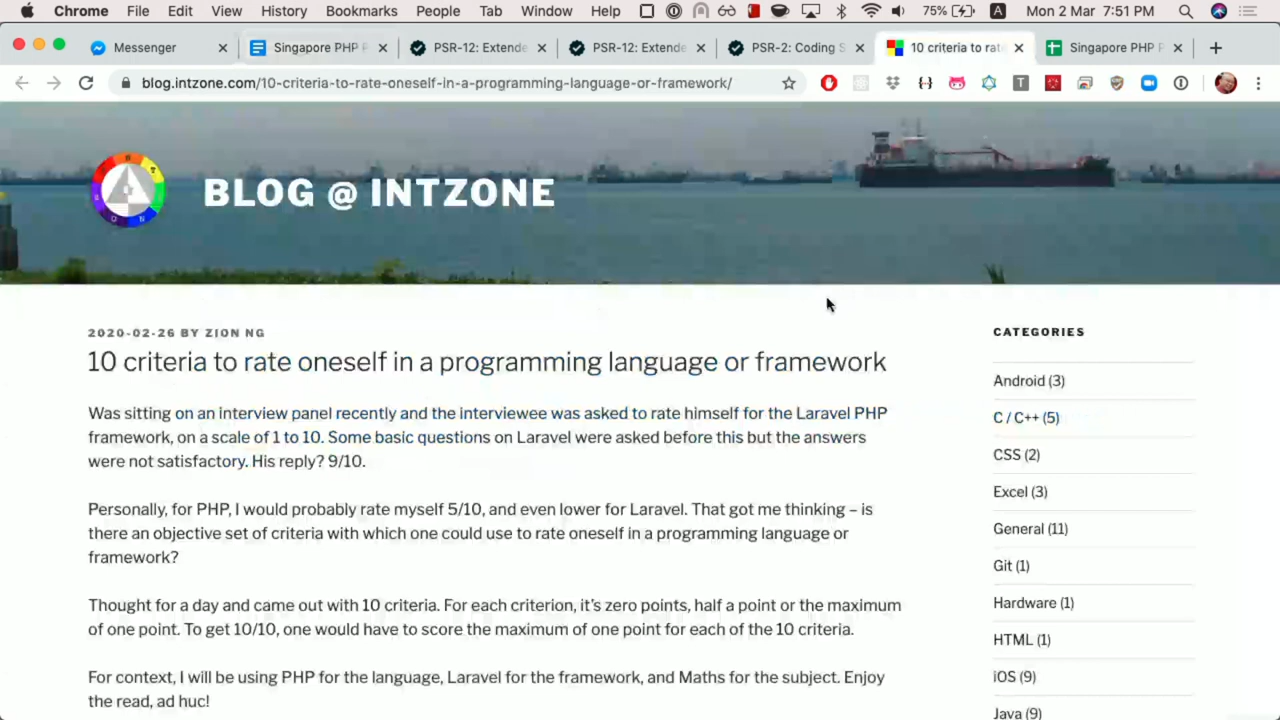 Chrome File Edit View History Bookmarks People Tab Window Help 75% A Mon 2 Mar 7:51 PM
Messenger Singapore PHP PSR-12: Extende PSR-12: Extende PSR-2: Coding S 10 criteria to rat Singapore PHP
blog.intzone.com/10-criteria-to-rate-oneself-in-a-programming-language-or-framework/
BLOG @ INTZONE
2020-02-26 BY ZION NG
10 criteria to rate oneself in a programming language or framework
Was sitting on an interview panel recently and the interviewee was asked to rate himself for the Laravel PHP
framework, on a scale of 1 to 10. Some basic questions on Laravel were asked before this but the answers
were not satisfactory. His reply? 9/10.
Personally, for PHP, I would probably rate myself 5/10, and even lower for Laravel. That got me thinking – is
there an objective set of criteria with which one could use to rate oneself in a programming language or
framework?
Thought for a day and came out with 10 criteria. For each criterion, it's zero points, half a point or the maximum
of one point. To get 10/10, one would have to score the maximum of one point for each of the 10 criteria.
For context, I will be using PHP for the language, Laravel for the framework, and Maths for the subject. Enjoy
the read, ad huc!
CATEGORIES
Android (3)
C / C++ (5)
CSS (2)
Excel (3)
General (11)
Git (1)
Hardware (1)
HTML (1)
iOS (9)
Java (9)